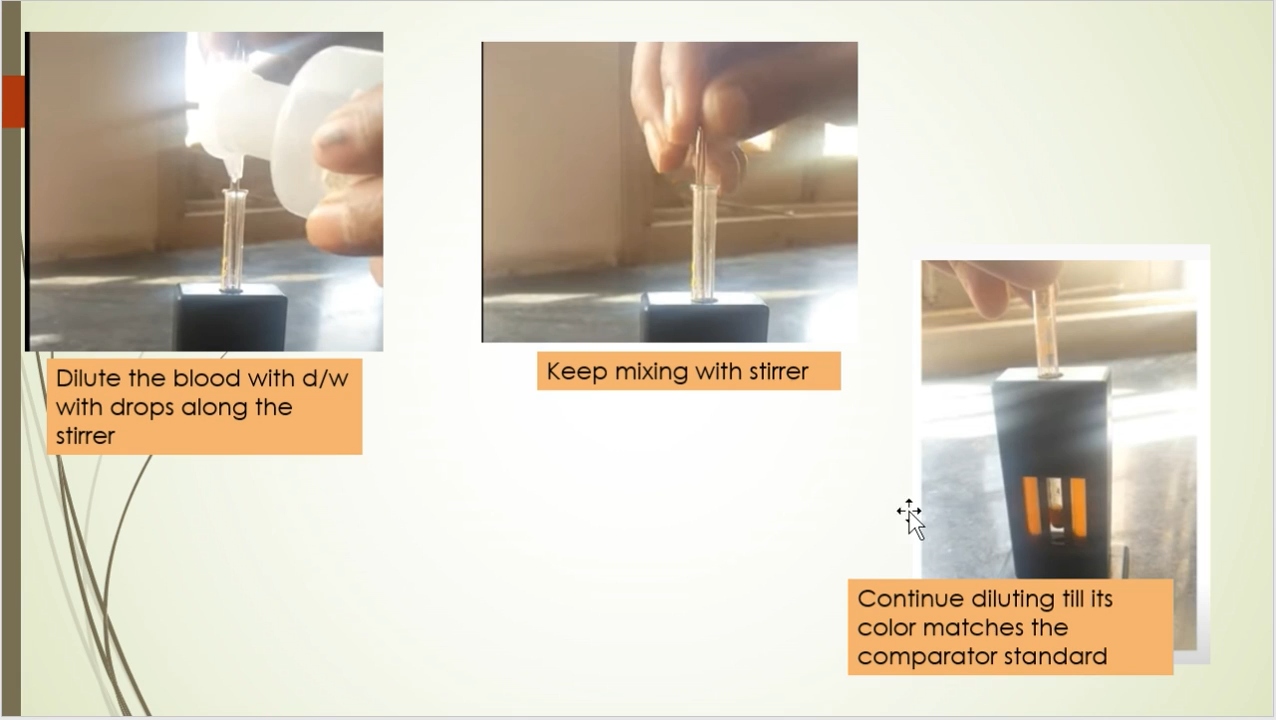 Dilute the blood with d/w
with drops along the
stirrer
Keep mixing with stirrer
Continue diluting till its
color matches the
comparator standard